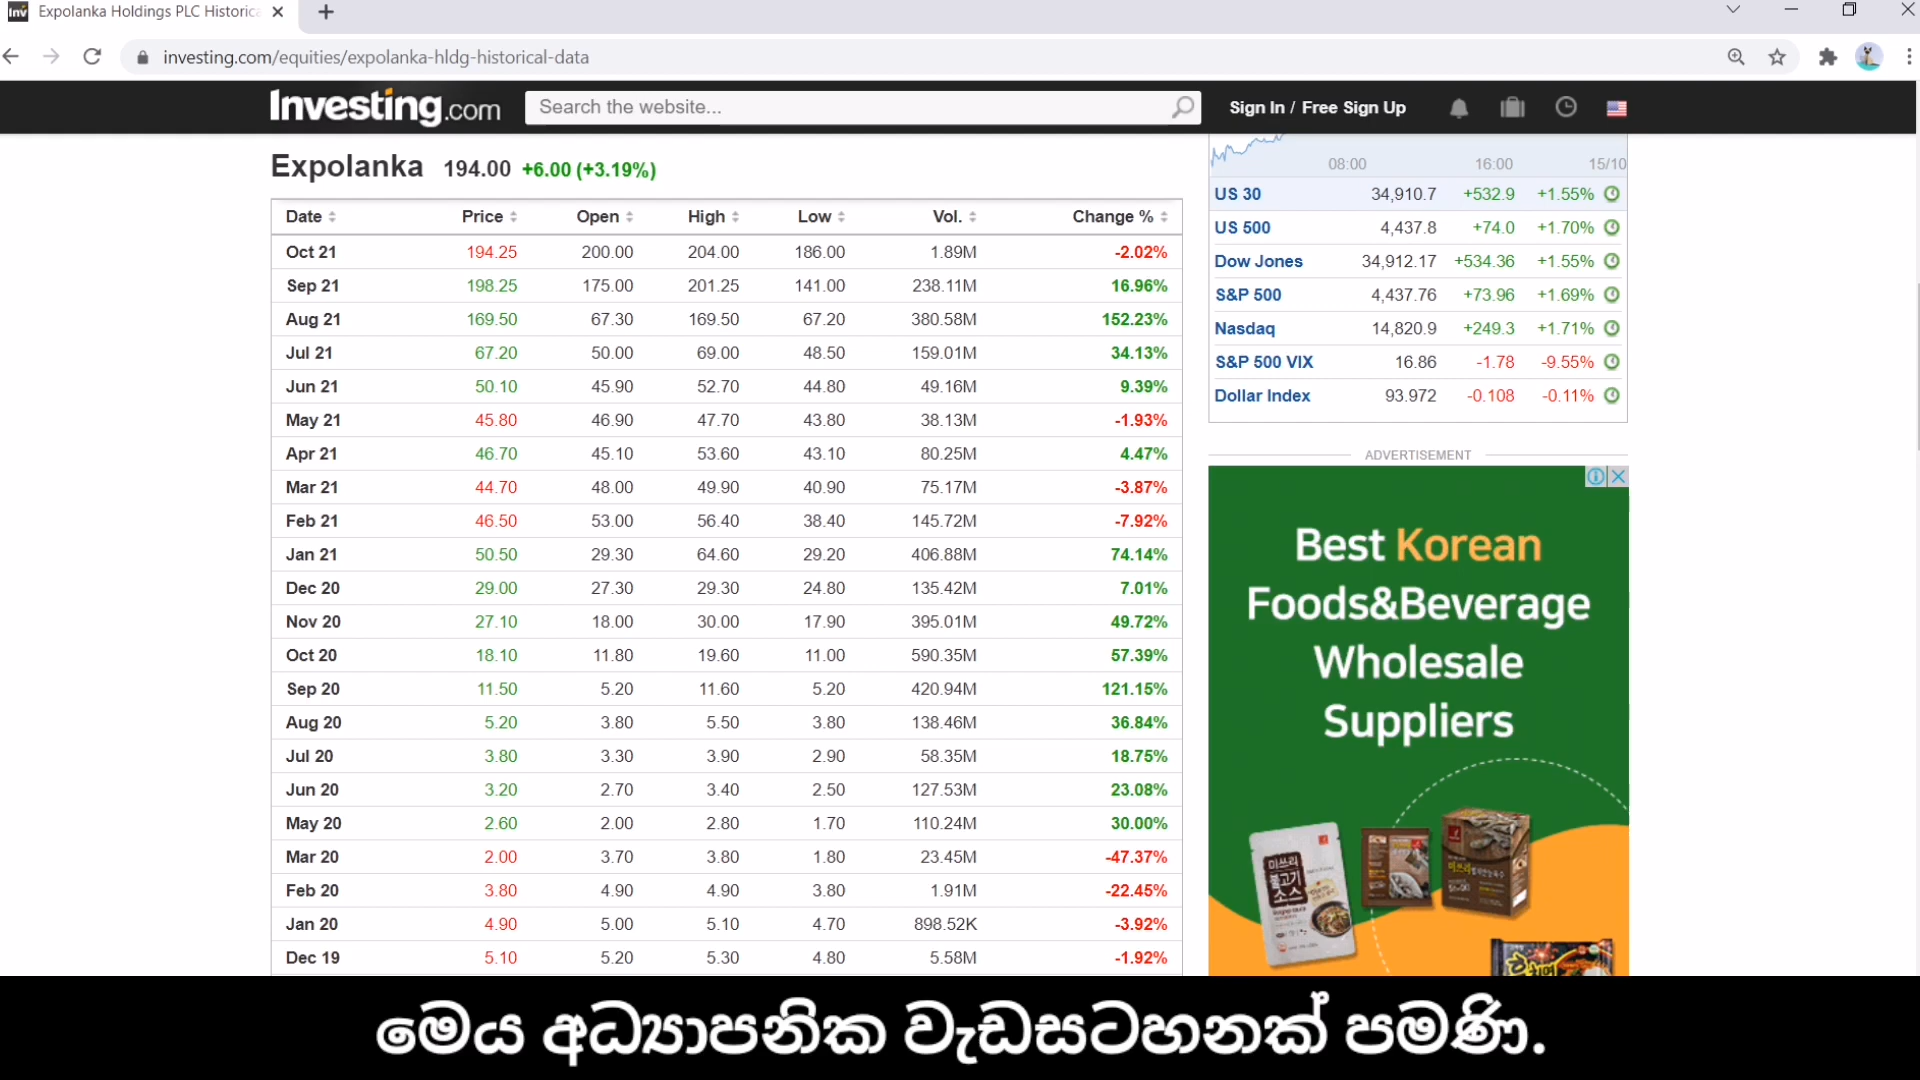 Inv Expolanka Holdings PLC Historica
investing.com/equities/expolanka-hldg-historical-data
Investing.com Search the website... Sign In / Free Sign Up
Expolanka 194.00 +6.00 (+3.19%)
Date Price Open High Low Vol. Change %
Oct 21 194.25 200.00 204.00 186.00 1.89M -2.02%
Sep 21 198.25 175.00 201.25 141.00 238.11M 16.96%
Aug 21 169.50 67.30 169.50 67.20 380.58M 152.23%
Jul 21 67.20 50.00 69.00 48.50 159.01M 34.13%
Jun 21 50.10 45.90 52.70 44.80 49.16M 9.39%
May 21 45.80 46.90 47.70 43.80 38.13M -1.93%
Apr 21 46.70 45.10 53.60 43.10 80.25M 4.47%
Mar 21 44.70 48.00 49.90 40.90 75.17M -3.87%
Feb 21 46.50 53.00 56.40 38.40 145.72M -7.92%
Jan 21 50.50 29.30 64.60 29.20 406.88M 74.14%
Dec 20 29.00 27.30 29.30 24.80 135.42M 7.01%
Nov 20 27.10 18.00 30.00 17.90 395.01M 49.72%
Oct 20 18.10 11.80 19.60 11.00 590.35M 57.39%
Sep 20 11.50 5.20 11.60 5.20 420.94M 121.15%
Aug 20 5.20 3.80 5.50 3.80 138.46M 36.84%
Jul 20 3.80 3.30 3.90 2.90 58.35M 18.75%
Jun 20 3.20 2.70 3.40 2.50 127.53M 23.08%
May 20 2.60 2.00 2.80 1.70 110.24M 30.00%
Mar 20 2.00 3.70 3.80 1.80 23.45M -47.37%
Feb 20 3.80 4.90 4.90 3.80 1.91M -22.45%
Jan 20 4.90 5.00 5.10 4.70 898.52K -3.92%
Dec 19 5.10 5.20 5.30 4.80 5.58M -1.92%
08:00 16:00 15/10
US 30 34,910.7 +532.9 +1.55%
US 500 4,437.8 +74.0 +1.70%
Dow Jones 34,912.17 +534.36 +1.55%
S&P 500 4,437.76 +73.96 +1.69%
Nasdaq 14,820.9 +249.3 +1.71%
S&P 500 VIX 16.86 -1.78 -9.55%
Dollar Index 93.972 -0.108 -0.11%
ADVERTISEMENT
Best Korean
Foods&Beverage
Wholesale
Suppliers
미쓰리
불고기
소스
මෙය අධ්‍යාපනික වැඩසටහනක් පමණි.